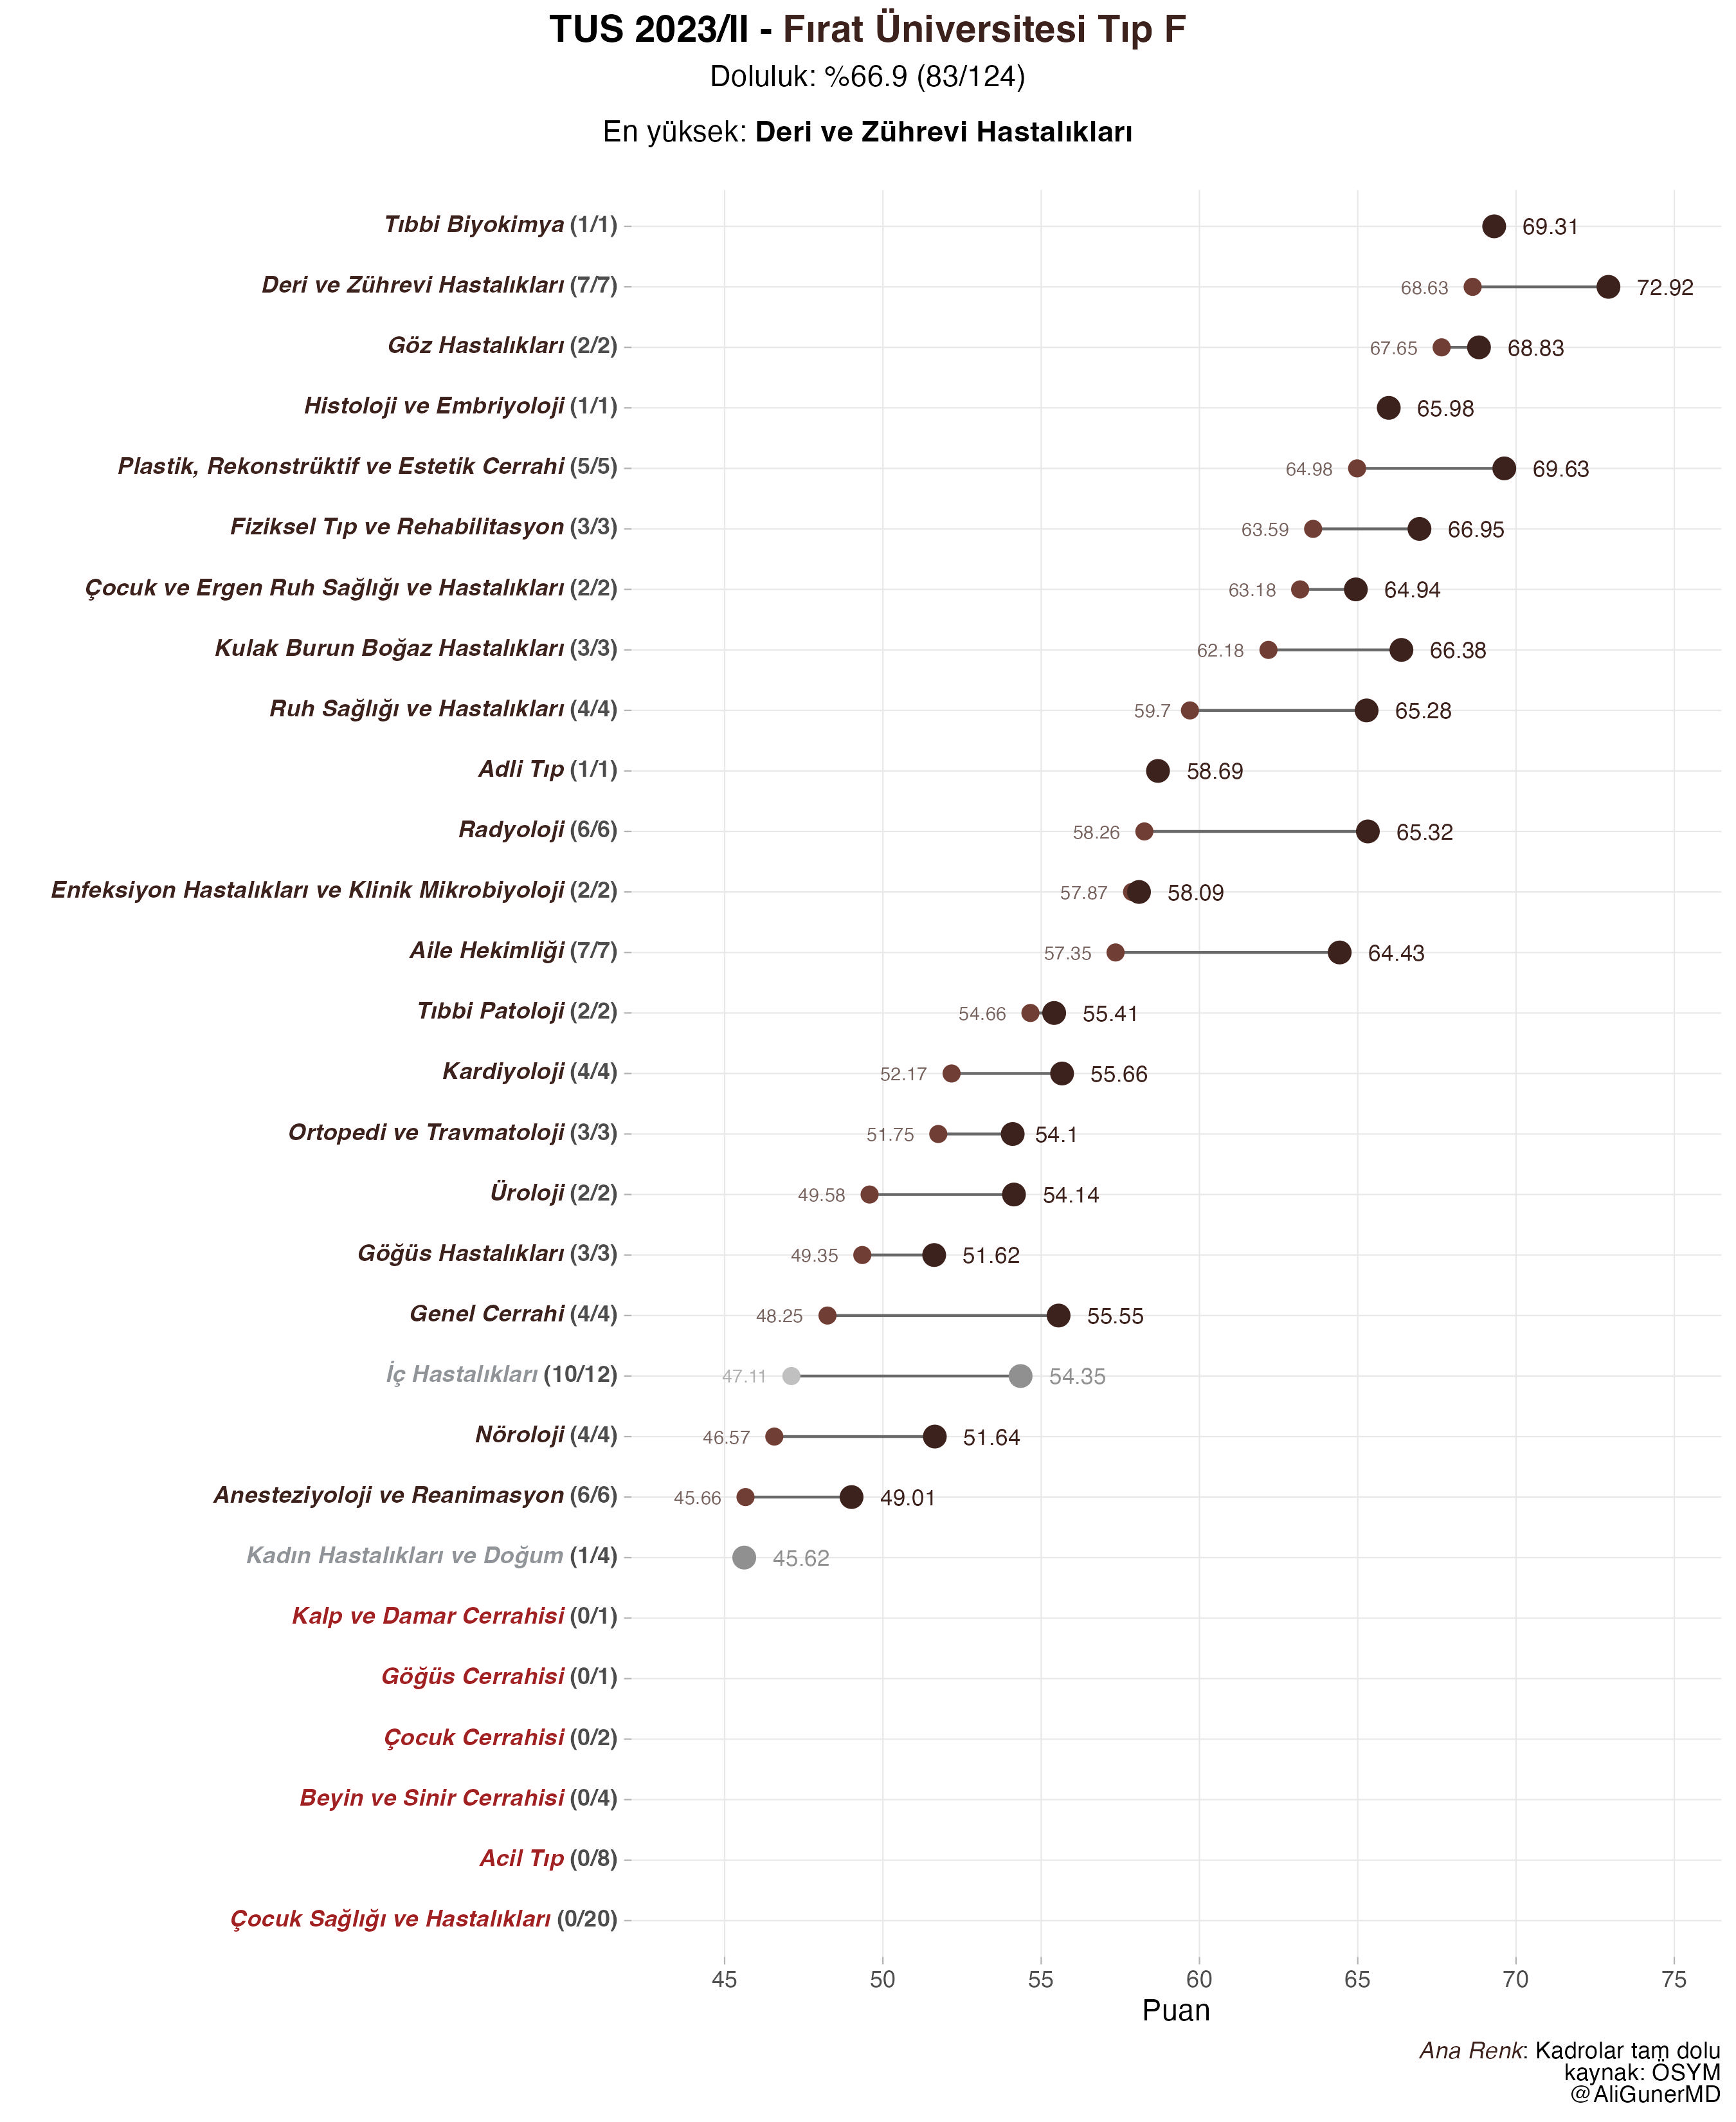 TUS 2023/II - Fırat Üniversitesi Tıp F
Doluluk: %66.9 (83/124)
En yüksek: Deri ve Zührevi Hastalıkları
Tıbbi Biyokimya (1/1) 69.31
Deri ve Zührevi Hastalıkları (7/7) 68.63 72.92
Göz Hastalıkları (2/2) 67.65 68.83
Histoloji ve Embriyoloji (1/1) 65.98
Plastik, Rekonstrüktif ve Estetik Cerrahi (5/5) 64.98 69.63
Fiziksel Tıp ve Rehabilitasyon (3/3) 63.59 66.95
Çocuk ve Ergen Ruh Sağlığı ve Hastalıkları (2/2) 63.18 64.94
Kulak Burun Boğaz Hastalıkları (3/3) 62.18 66.38
Ruh Sağlığı ve Hastalıkları (4/4) 59.7 65.28
Adli Tıp (1/1) 58.69
Radyoloji (6/6) 58.26 65.32
Enfeksiyon Hastalıkları ve Klinik Mikrobiyoloji (2/2) 57.87 58.09
Aile Hekimliği (7/7) 57.35 64.43
Tıbbi Patoloji (2/2) 54.66 55.41
Kardiyoloji (4/4) 52.17 55.66
Ortopedi ve Travmatoloji (3/3) 51.75 54.1
Üroloji (2/2) 49.58 54.14
Göğüs Hastalıkları (3/3) 49.35 51.62
Genel Cerrahi (4/4) 48.25 55.55
İç Hastalıkları (10/12) 47.11 54.35
Nöroloji (4/4) 46.57 51.64
Anesteziyoloji ve Reanimasyon (6/6) 45.66 49.01
Kadın Hastalıkları ve Doğum (1/4) 45.62
Kalp ve Damar Cerrahisi (0/1)
Göğüs Cerrahisi (0/1)
Çocuk Cerrahisi (0/2)
Beyin ve Sinir Cerrahisi (0/4)
Acil Tıp (0/8)
Çocuk Sağlığı ve Hastalıkları (0/20)
45 50 55 60 65 70 75
Puan
Ana Renk: Kadrolar tam dolu
kaynak: ÖSYM
@AliGunerMD